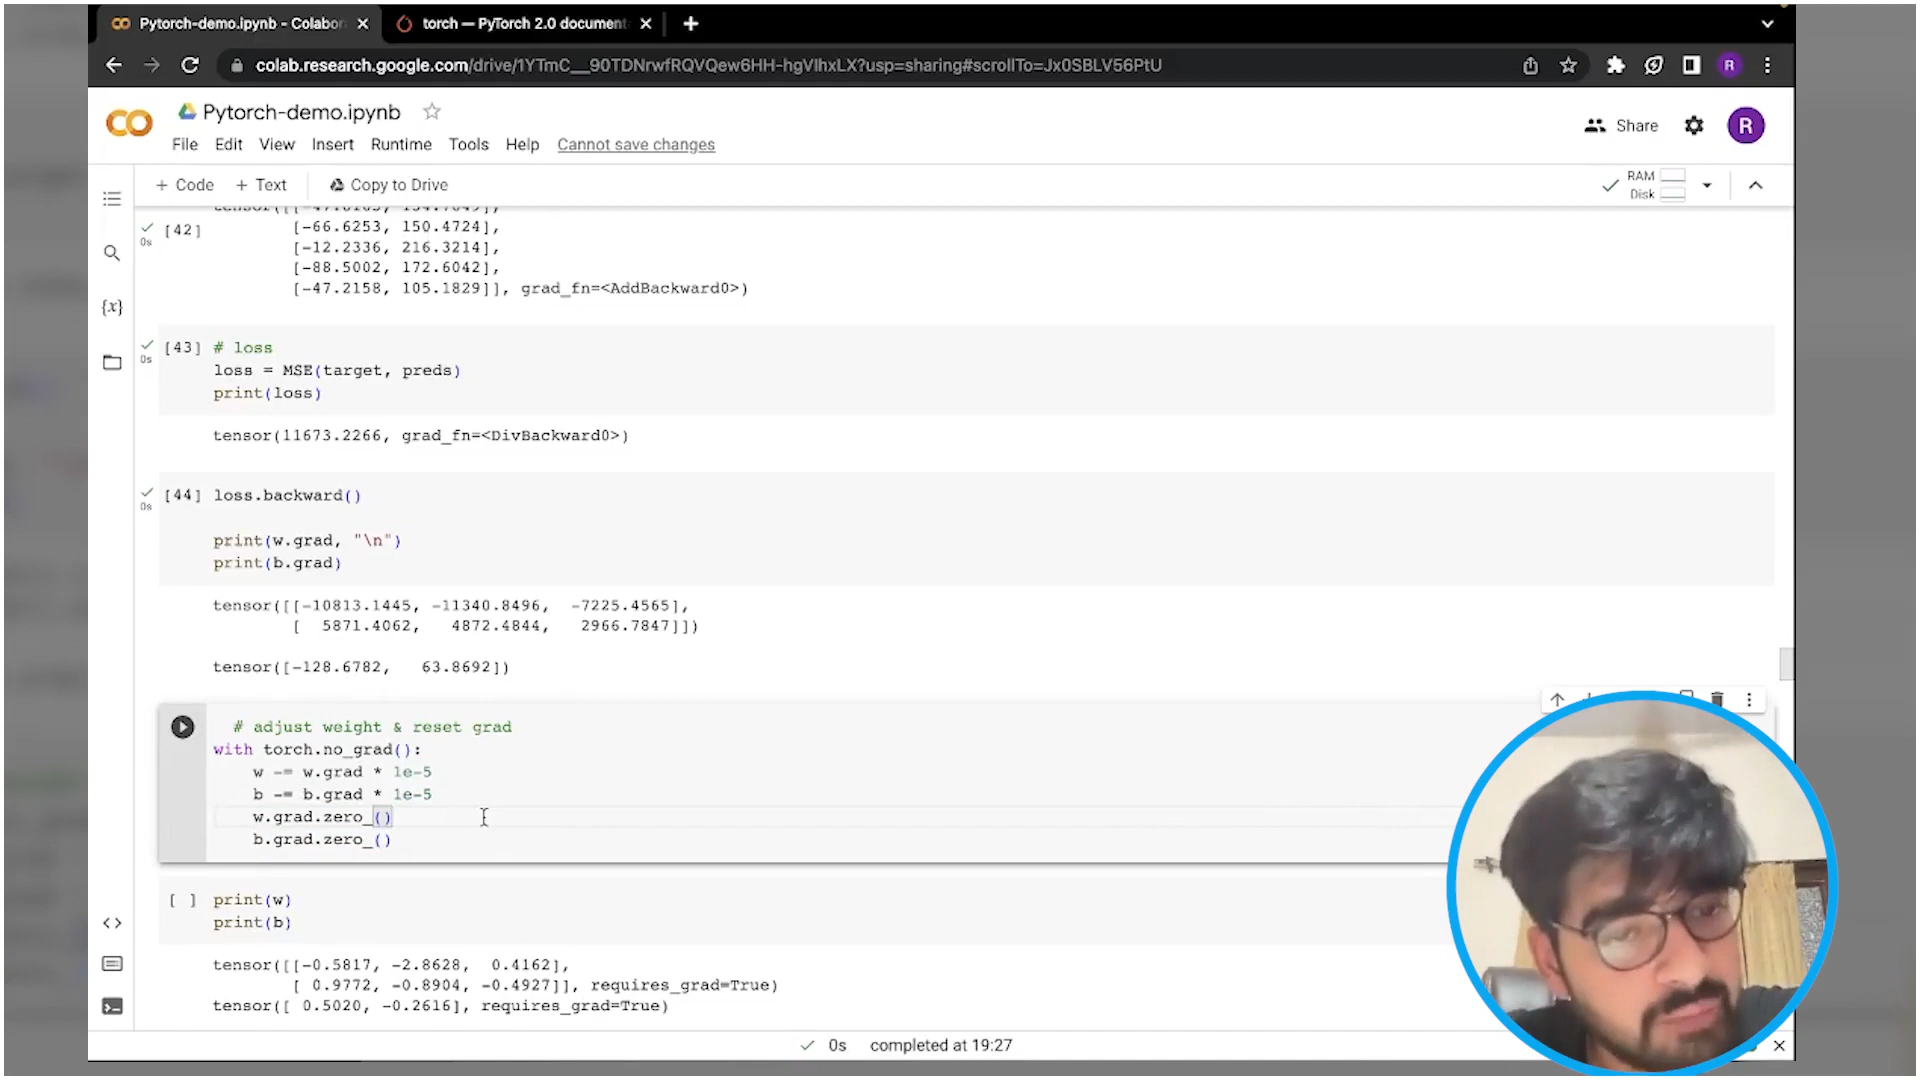 Pytorch-demo.ipynb - Colabor
torch — PyTorch 2.0 document
colab.research.google.com/drive/1YTmC__90TDNrwfRQVQew6HH-hgVlhxLX?usp=sharing#scrollTo=Jx0SBLV56PtU
R
Pytorch-demo.ipynb
Share
R
File Edit View Insert Runtime Tools Help Cannot save changes
+ Code + Text Copy to Drive
RAM
Disk
[42]
0s
[-66.6253, 150.4724],
[-12.2336, 216.3214],
[-88.5002, 172.6042],
[-47.2158, 105.1829]], grad_fn=<AddBackward0>)
{x}
[43] # loss
0s
loss = MSE(target, preds)
print(loss)
tensor(11673.2266, grad_fn=<DivBackward0>)
[44] loss.backward()
0s
print(w.grad, "\n")
print(b.grad)
tensor([[-10813.1445, -11340.8496, -7225.4565],
[ 5871.4062, 4872.4844, 2966.7847]])
tensor([-128.6782, 63.8692])
# adjust weight & reset grad
with torch.no_grad():
w -= w.grad * 1e-5
b -= b.grad * 1e-5
w.grad.zero_()
b.grad.zero_()
[ ] print(w)
print(b)
tensor([[-0.5817, -2.8628, 0.4162],
[ 0.9772, -0.8904, -0.4927]], requires_grad=True)
tensor([ 0.5020, -0.2616], requires_grad=True)
0s completed at 19:27